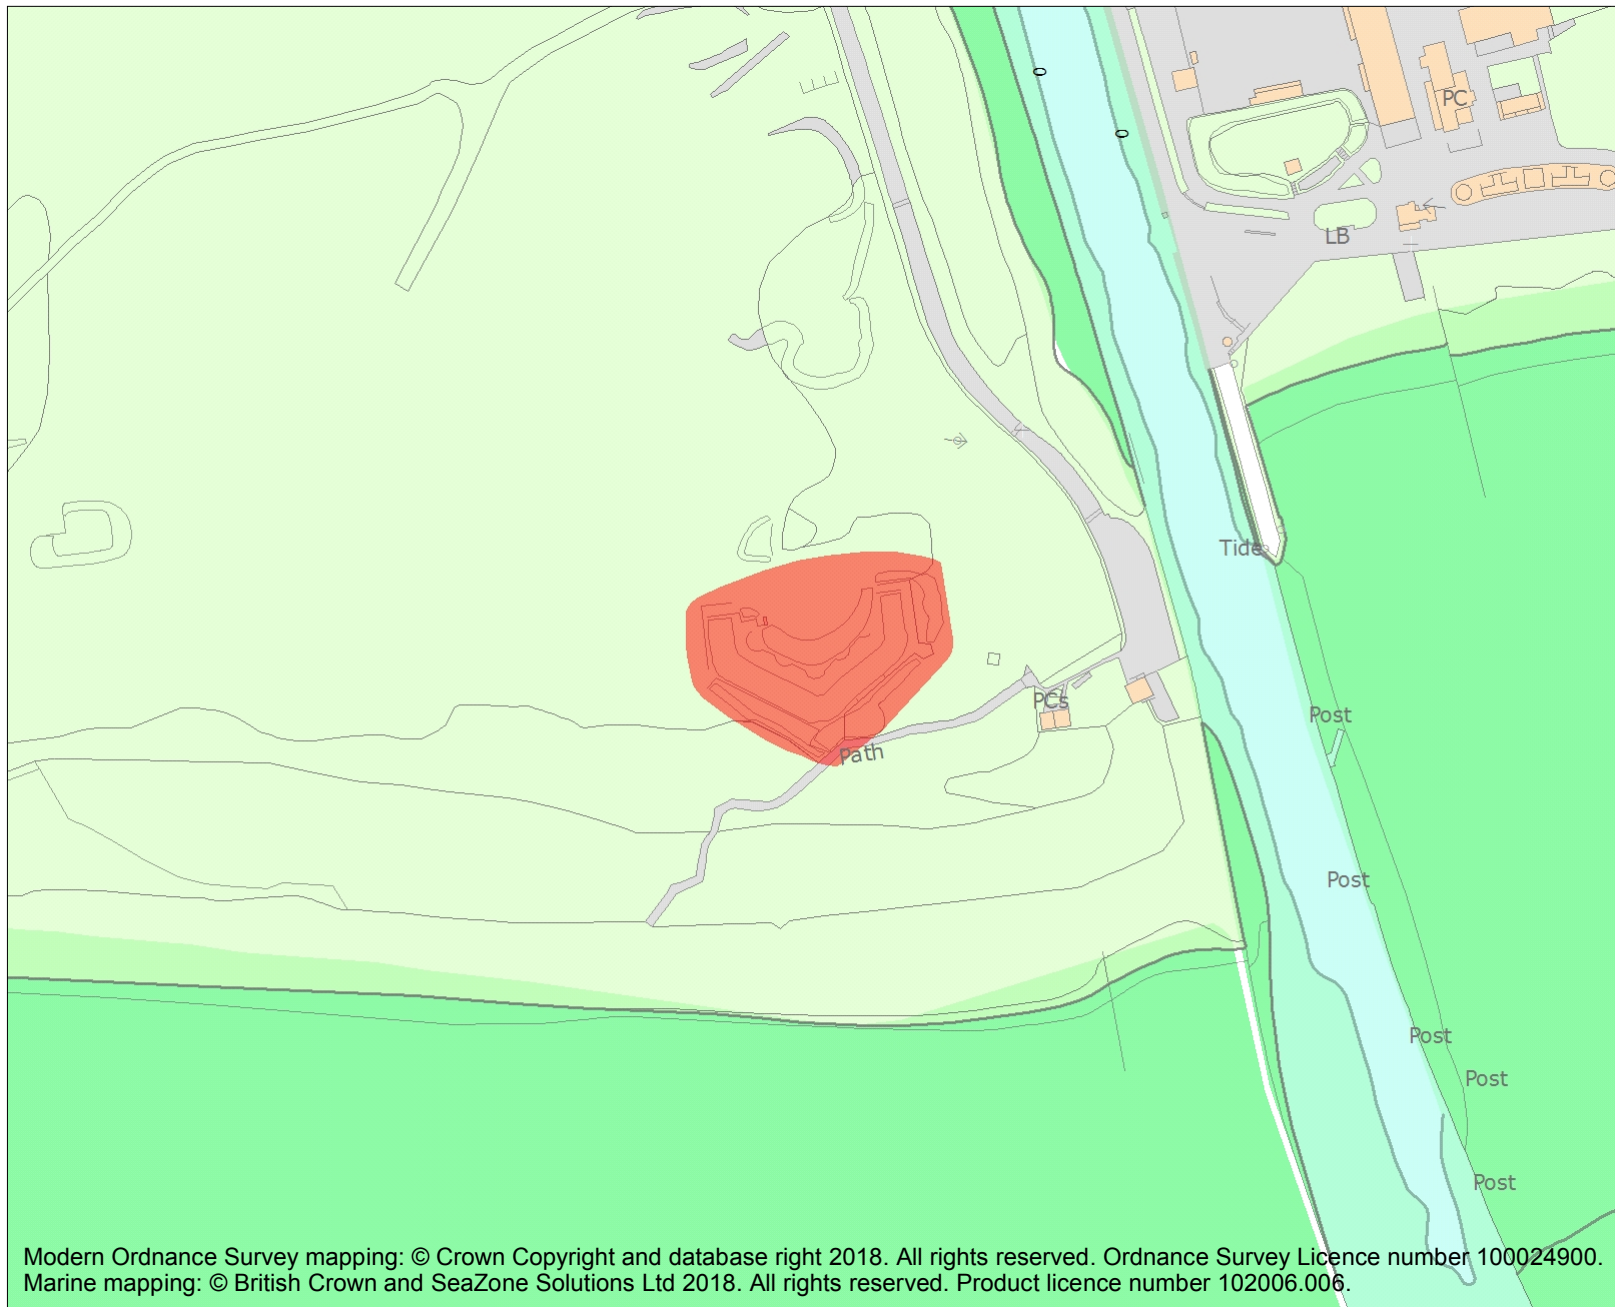 0
PC
0
LB
Tide
PCs
Post
Path
Post
Post
Post
Post
Modern Ordnance Survey mapping: © Crown Copyright and database right 2018. All rights reserved. Ordnance Survey Licence number 100024900.
Marine mapping: © British Crown and SeaZone Solutions Ltd 2018. All rights reserved. Product licence number 102006.006.